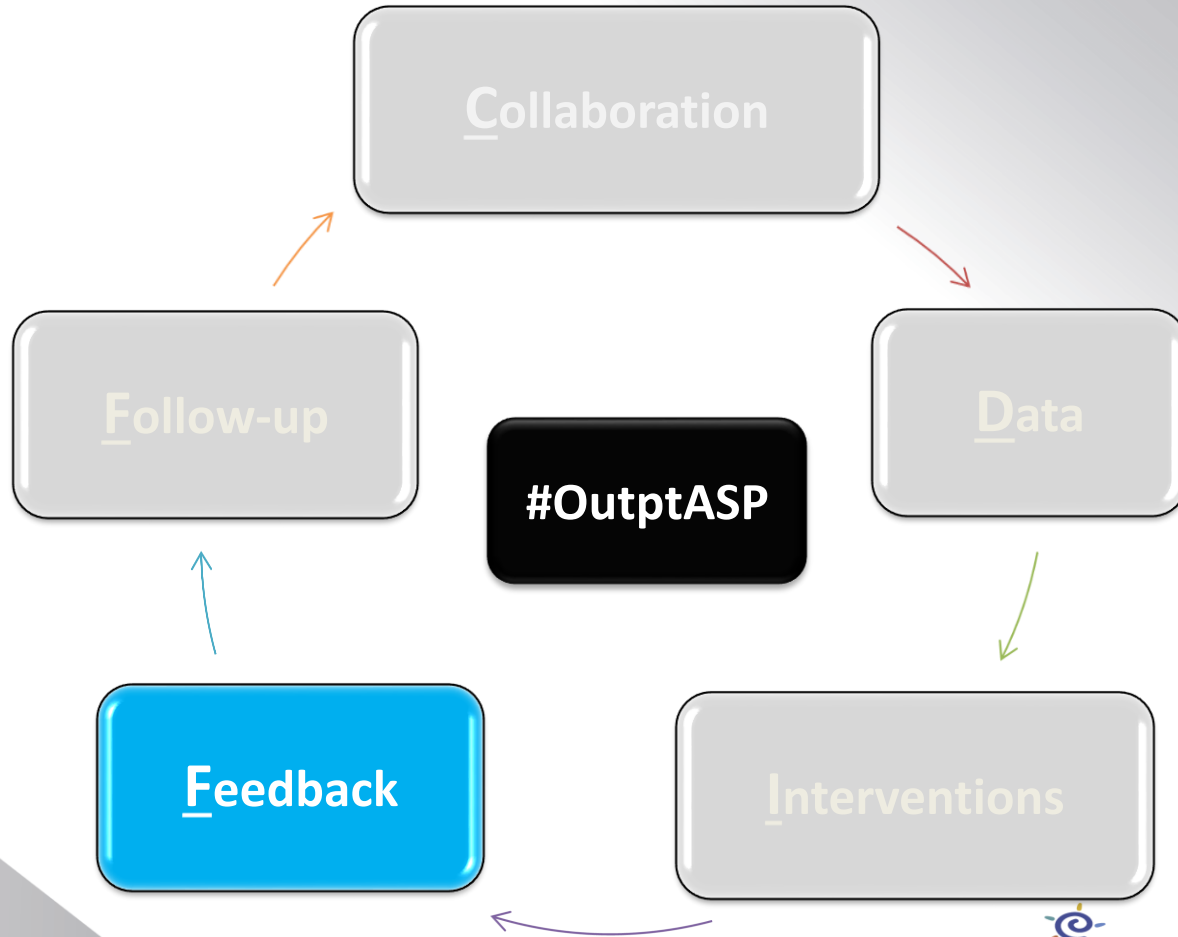 Collaboration
Follow-up
Data
#OutptASP
Feedback
Interventions